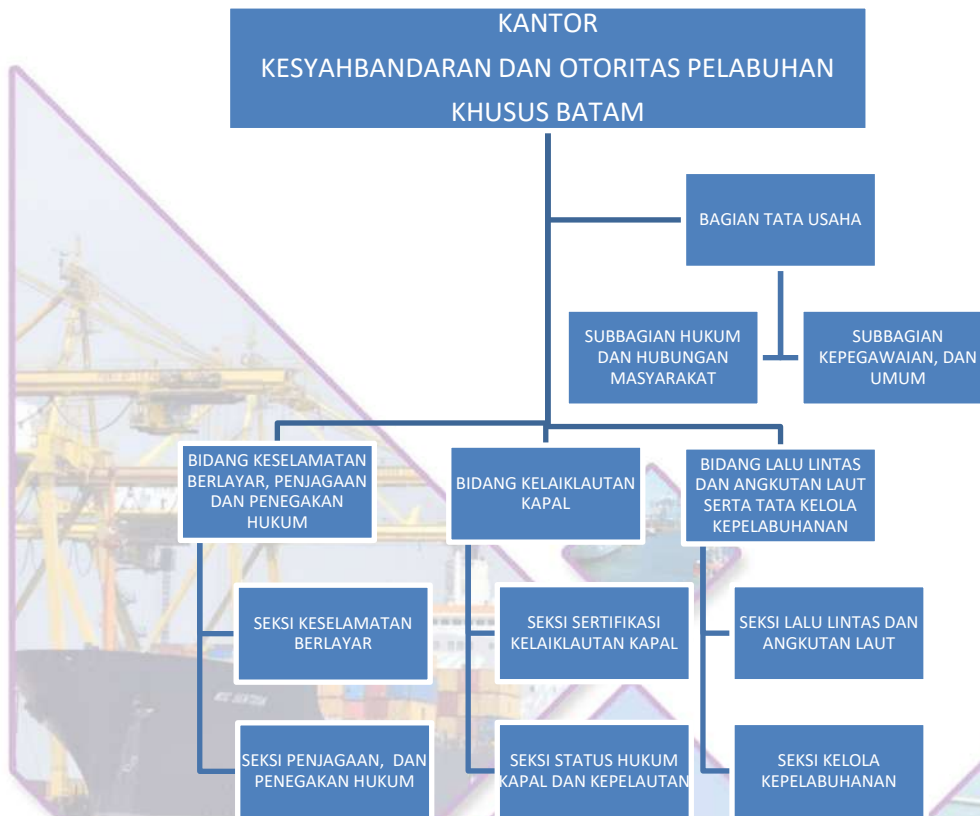 KANTOR
KESYAHBANDARAN DAN OTORITAS PELABUHAN
KHUSUS BATAM
BAGIAN TATA USAHA
SUBBAGIAN HUKUM
DAN HUBUNGAN
MASYARAKAT
SUBBAGIAN
KEPEGAWAIAN, DAN
UMUM
BIDANG KESELAMATAN
BERLAYAR, PENJAGAAN
DAN PENEGAKAN
HUKUM
BIDANG KELAIKLAUTAN
KAPAL
BIDANG LALU LINTAS
DAN ANGKUTAN LAUT
SERTA TATA KELOLA
KEPELABUHANAN
SEKSI KESELAMATAN
BERLAYAR
SEKSI SERTIFIKASI
KELAIKLAUTAN KAPAL
SEKSI LALU LINTAS DAN
ANGKUTAN LAUT
SEKSI PENJAGAAN, DAN
PENEGAKAN HUKUM
SEKSI STATUS HUKUM
KAPAL DAN KEPELAUTAN
SEKSI KELOLA
KEPELABUHANAN